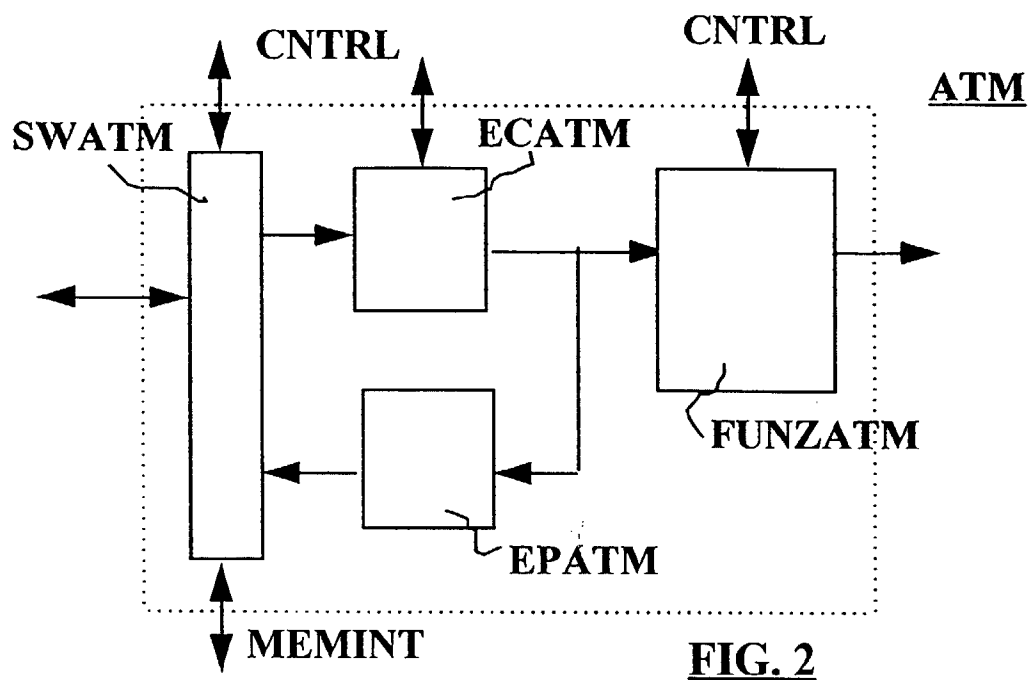 CNTRL
CNTRL
ATM
SWATM
ECATM
FUNZATM
EPATM
MEMINT
FIG. 2